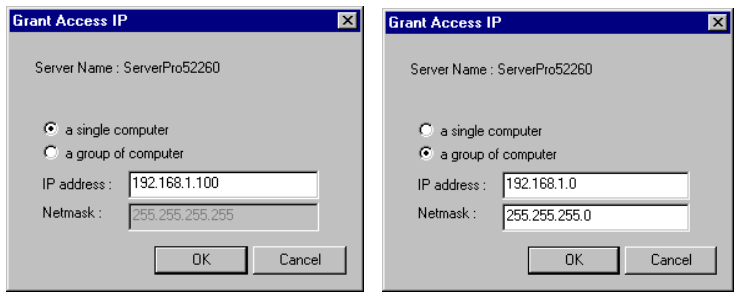 Grant Access IP
Server Name : ServerPro52260
a single computer
a group of computer
IP address : 192.168.1.100
Netmask : 255.255.255.255
OK Cancel
Grant Access IP
Server Name : ServerPro52260
a single computer
a group of computer
IP address : 192.168.1.0
Netmask : 255.255.255.0
OK Cancel